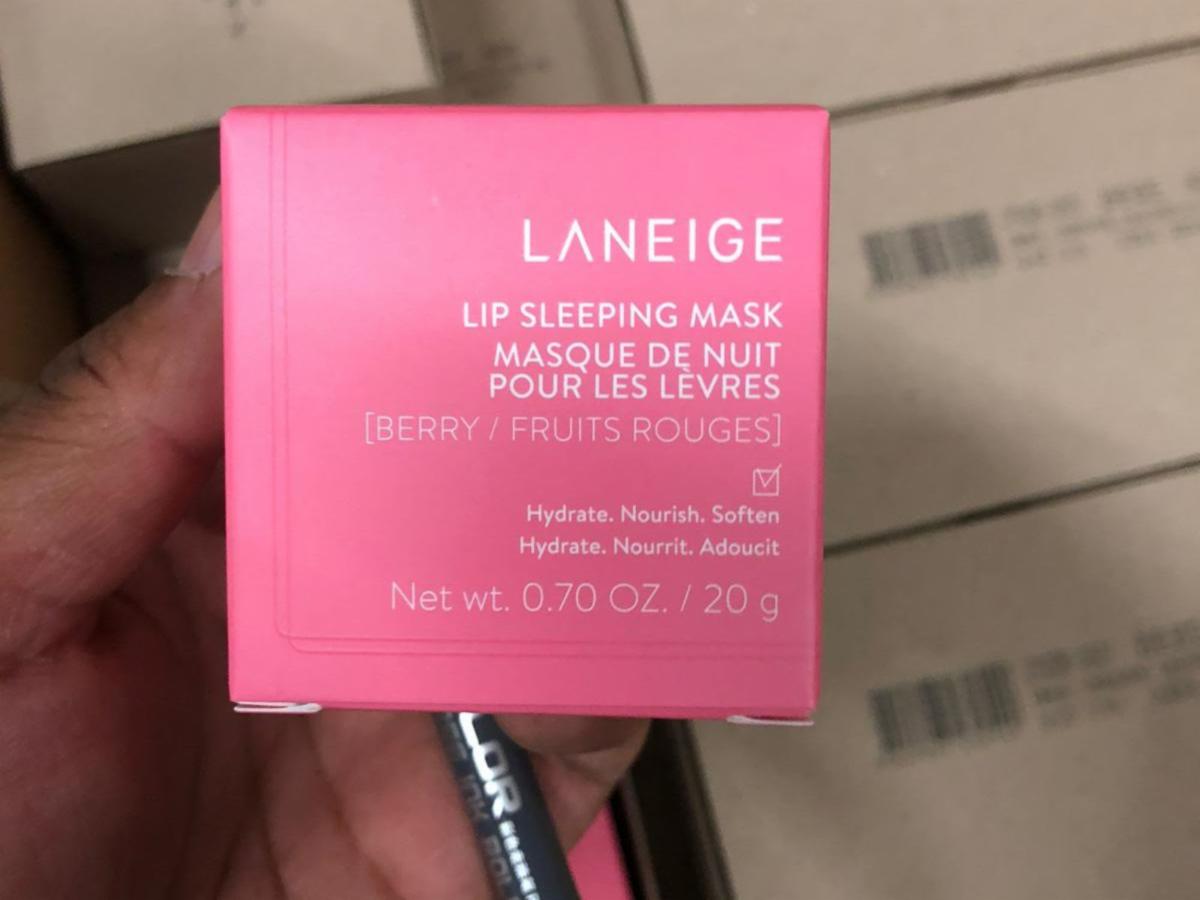 LANEIGE
LIP SLEEPING MASK
MASQUE DE NUIT
POUR LES LÈVRES
[BERRY / FRUITS ROUGES]
Hydrate. Nourish. Soften
Hydrate. Nourrit. Adoucit
Net wt. 0.70 OZ. / 20 g